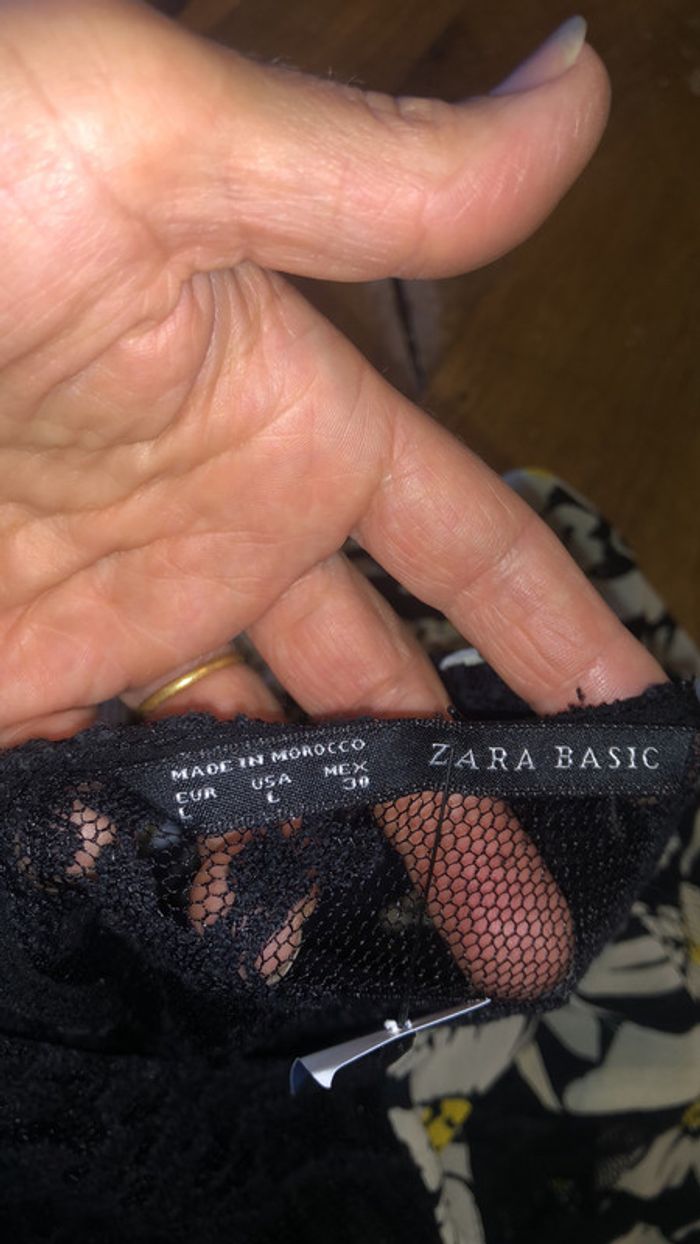 MADE IN MOROCCO
EUR USA MEX
L L 30
ZARA BASIC